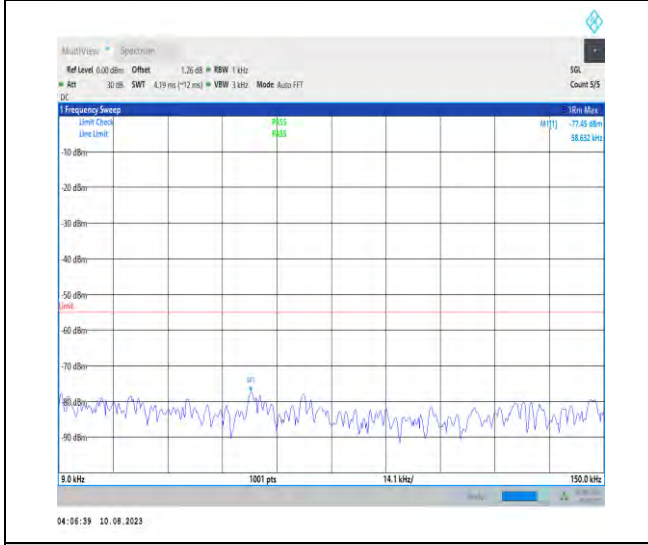 MultiView Spectrum
Ref Level 0.00 dBm Offset 1.26 dB RBW 1 kHz SGL
Att 30 dB SWT 4.19 ms (~12 ms) VBW 3 kHz Mode Auto FFT Count 5/5
DC
1 Frequency Sweep 1Rm Max
Limit Check PASS M1[1] -77.45 dBm
Line Limit PASS 58.632 kHz
-10 dBm
-20 dBm
-30 dBm
-40 dBm
-50 dBm
Limit
-60 dBm
-70 dBm
M1
-80 dBm
-90 dBm
9.0 kHz 1001 pts 14.1 kHz/ 150.0 kHz
04:06:39 10.08.2023